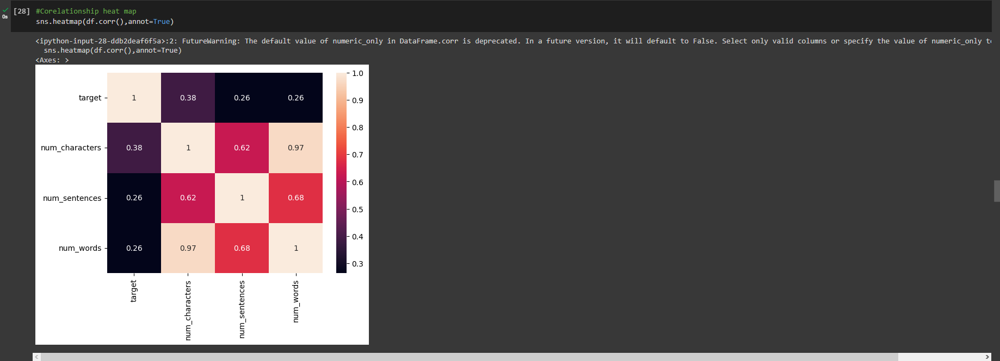 [28] #Corelationship heat map
sns.heatmap(df.corr(),annot=True)
0s
<ipython-input-28-ddb2deaf6f5a>:2: FutureWarning: The default value of numeric_only in DataFrame.corr is deprecated. In a future version, it will default to False. Select only valid columns or specify the value of numeric_only
sns.heatmap(df.corr(),annot=True)
<Axes: >
target 1 0.38 0.26 0.26
num_characters 0.38 1 0.62 0.97
num_sentences 0.26 0.62 1 0.68
num_words 0.26 0.97 0.68 1
target num_characters num_sentences num_words
1.0
0.9
0.8
0.7
0.6
0.5
0.4
0.3